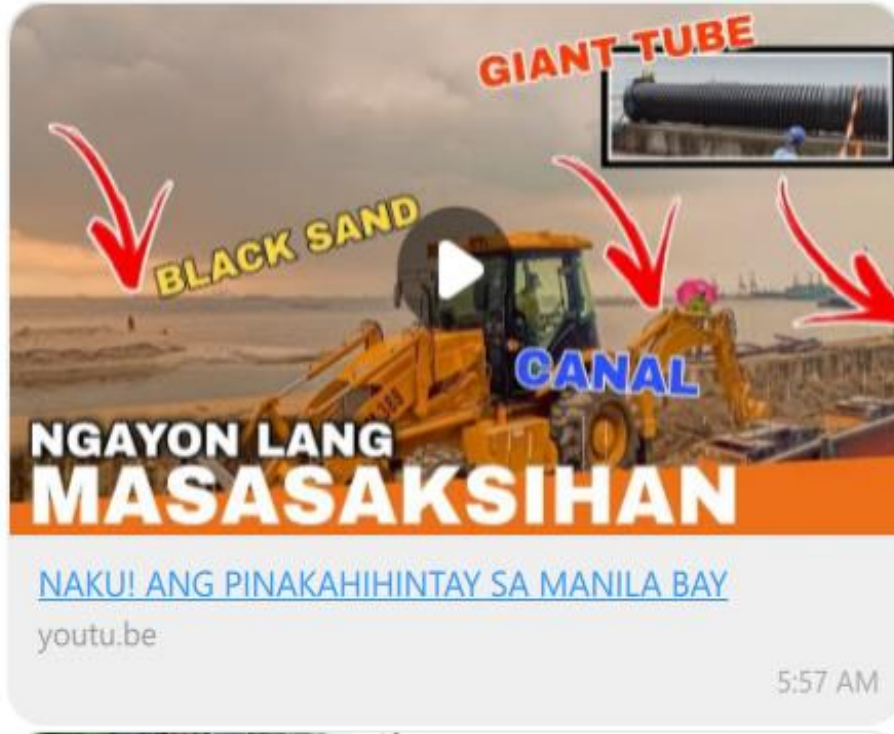 GIANT TUBE
BLACK SAND
CANAL
NGAYON LANG
MASASAKSIHAN
NAKU! ANG PINAKAHIHINTAY SA MANILA BAY
youtu.be
5:57 AM